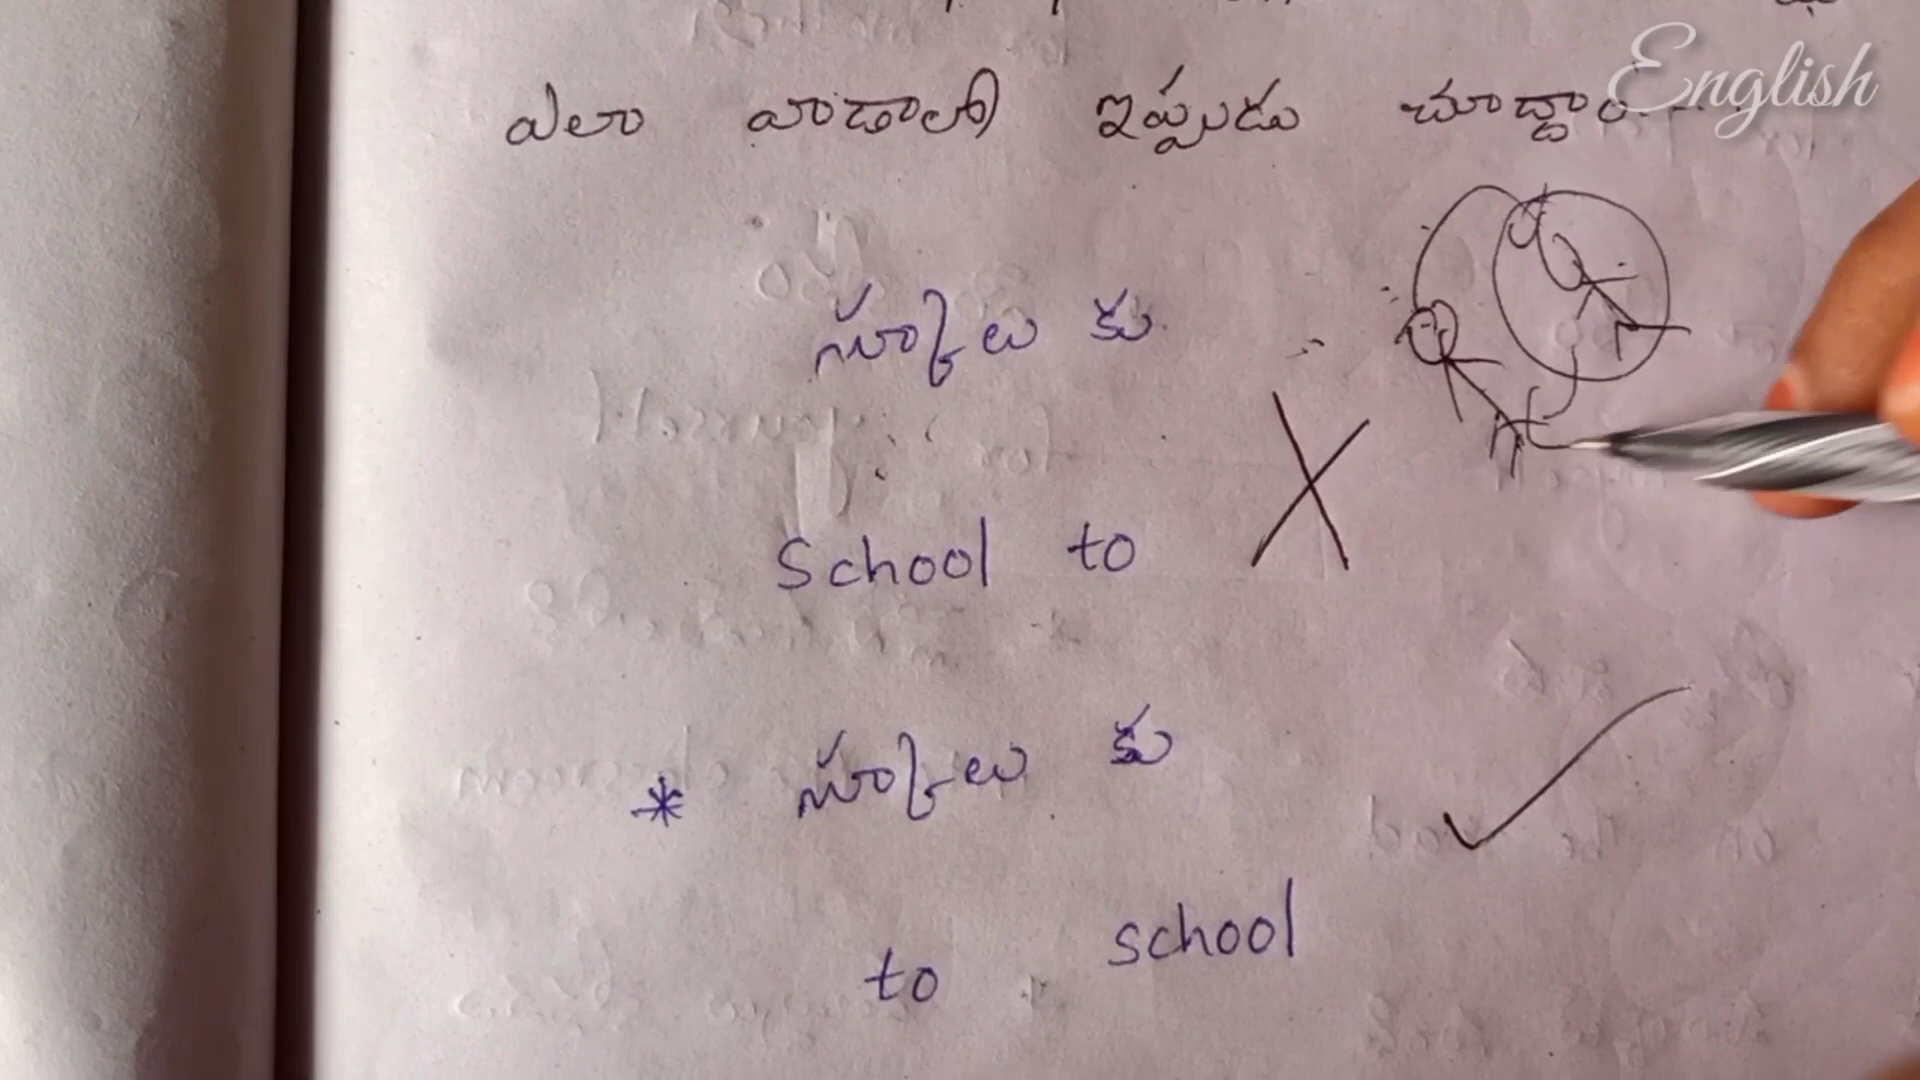 English
ఎలా వాడాలో ఇప్పుడు చూద్దాం
స్కూలు కు
School to
* స్కూలు కు
to school